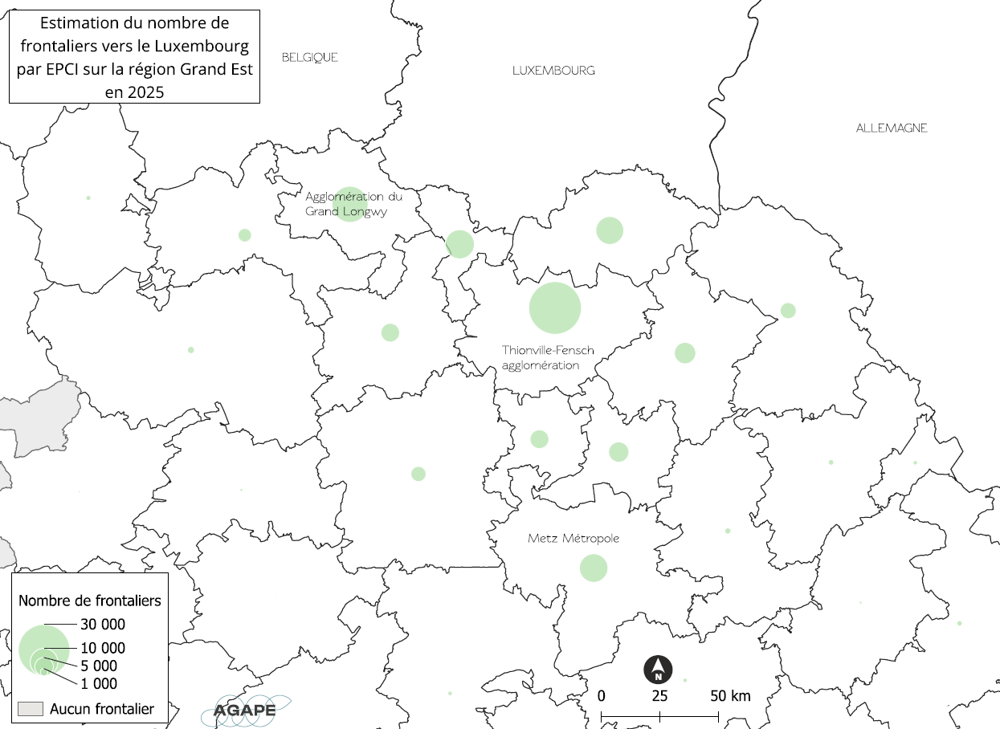 Estimation du nombre de
frontaliers vers le Luxembourg
par EPCI sur la région Grand Est
en 2025
BELGIQUE
LUXEMBOURG
ALLEMAGNE
Agglomération du
Grand Longwy
Thionville-Fensch
agglomération
Metz Métropole
Nombre de frontaliers
30 000
10 000
5 000
1 000
Aucun frontalier
AGAPE
N
0 25 50 km